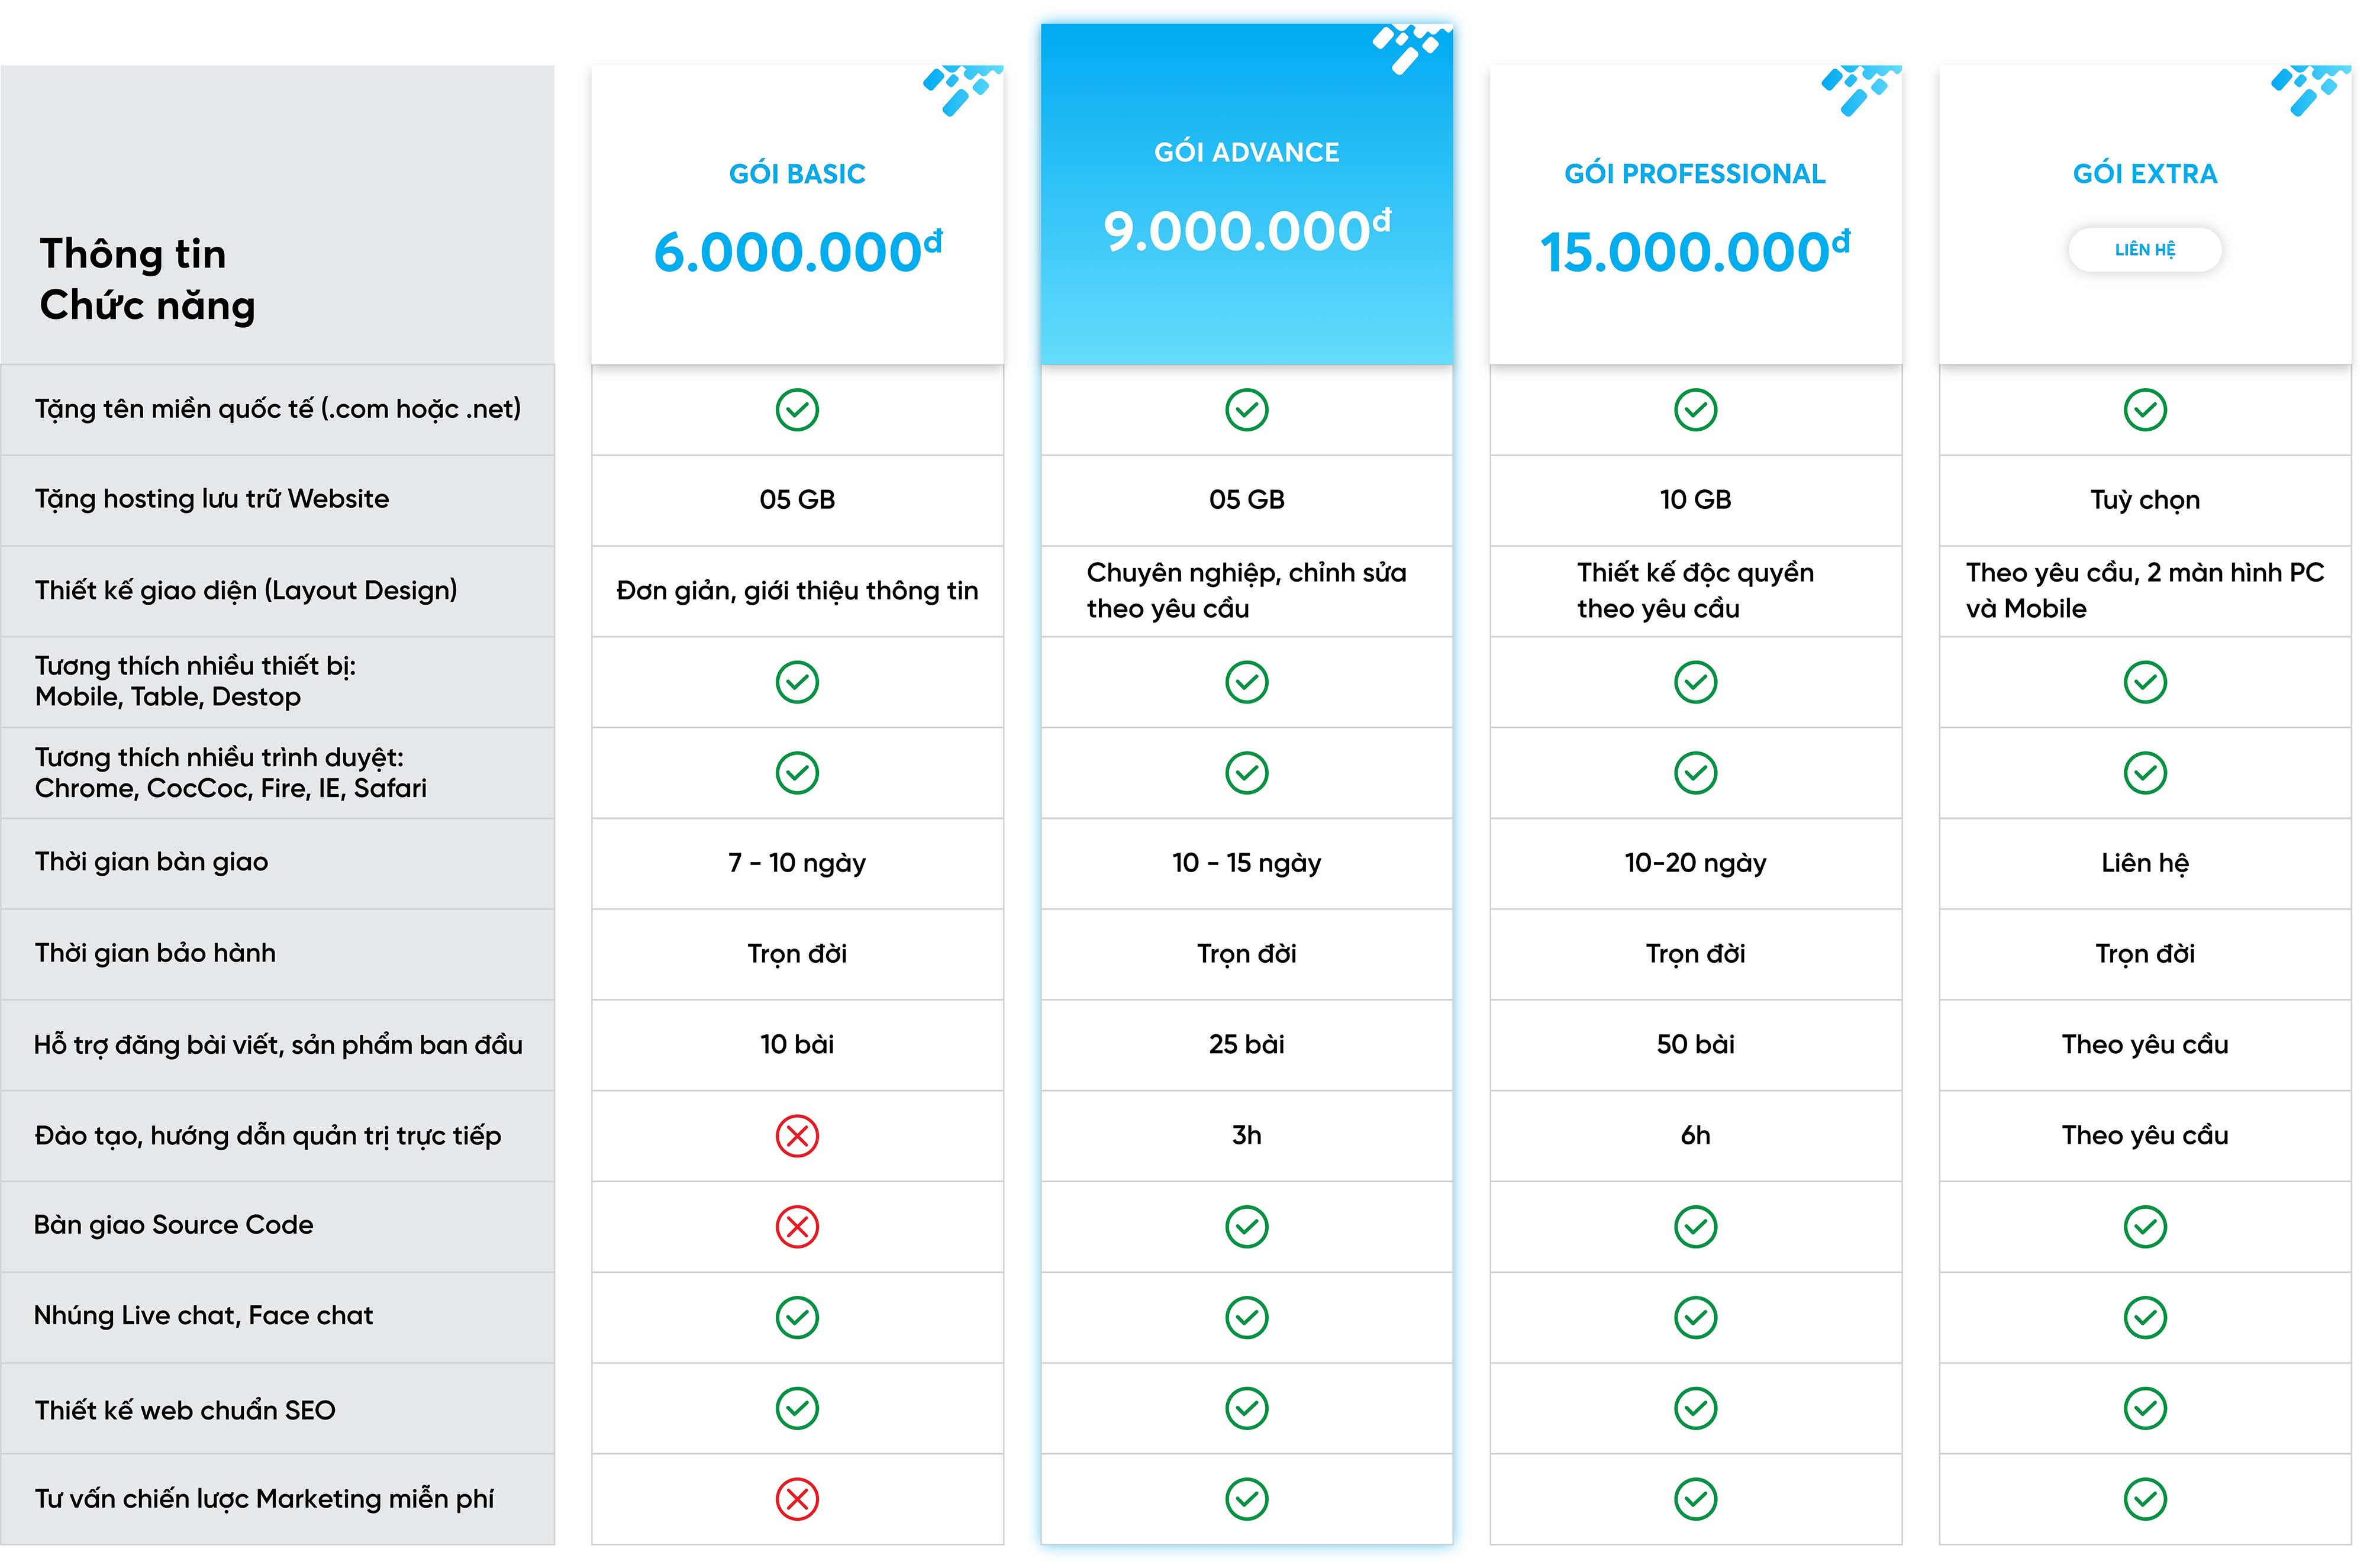 Thông tin
Chức năng
GÓI BASIC
6.000.000đ
GÓI ADVANCE
9.000.000đ
GÓI PROFESSIONAL
15.000.000đ
GÓI EXTRA
LIÊN HỆ
Tặng tên miền quốc tế (.com hoặc .net)
Tặng hosting lưu trữ Website
05 GB
05 GB
10 GB
Tuỳ chọn
Thiết kế giao diện (Layout Design)
Đơn giản, giới thiệu thông tin
Chuyên nghiệp, chỉnh sửa
theo yêu cầu
Thiết kế độc quyền
theo yêu cầu
Theo yêu cầu, 2 màn hình PC
và Mobile
Tương thích nhiều thiết bị:
Mobile, Table, Destop
Tương thích nhiều trình duyệt:
Chrome, CocCoc, Fire, IE, Safari
Thời gian bàn giao
7 - 10 ngày
10 - 15 ngày
10-20 ngày
Liên hệ
Thời gian bảo hành
Trọn đời
Trọn đời
Trọn đời
Trọn đời
Hỗ trợ đăng bài viết, sản phẩm ban đầu
10 bài
25 bài
50 bài
Theo yêu cầu
Đào tạo, hướng dẫn quản trị trực tiếp
3h
6h
Theo yêu cầu
Bàn giao Source Code
Nhúng Live chat, Face chat
Thiết kế web chuẩn SEO
Tư vấn chiến lược Marketing miễn phí